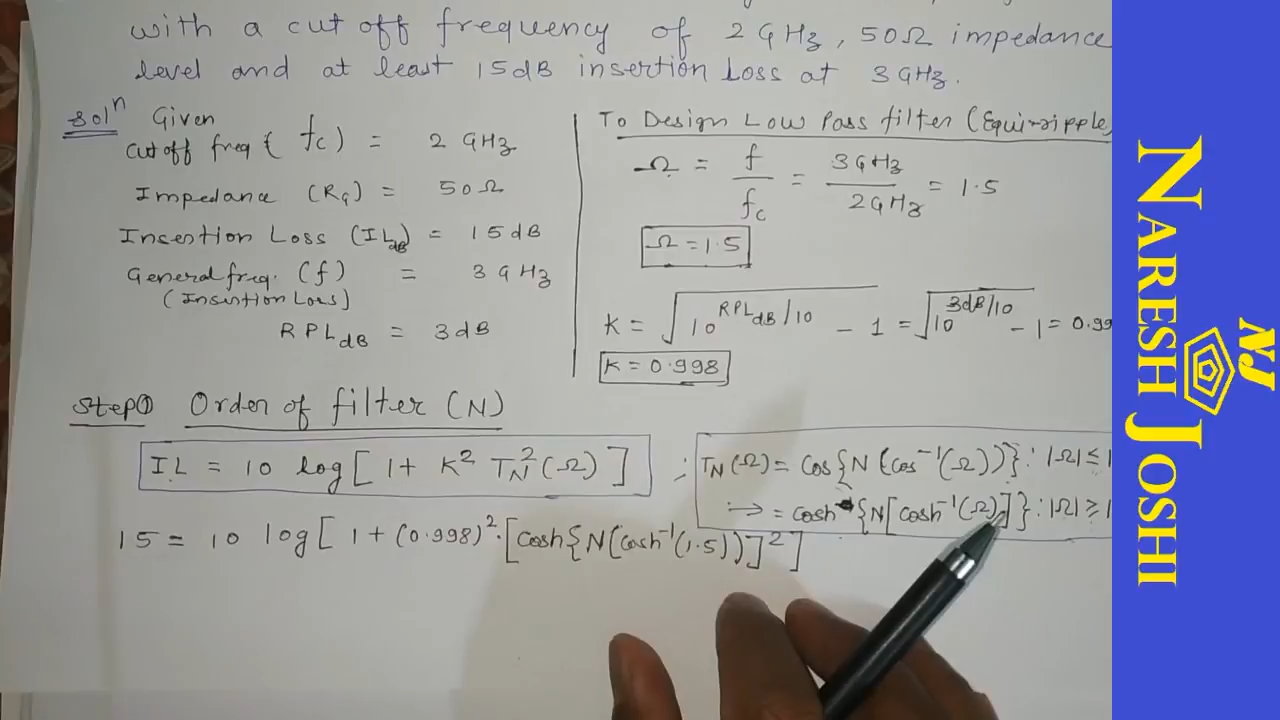 with a cut off frequency of 2 GHz, 50Ω impedance
level and at least 15dB insertion Loss at 3 GHz.
Solⁿ Given
Cut off freq ( fc ) = 2 GHz
Impedance (RG) = 50Ω
Insertion Loss (ILdB) = 15dB
General freq. (f) = 3 GHz
(Insertion Loss)
RPLdB = 3dB
To Design Low Pass filter (Equi-ripple)
Ω = f / fc = 3GHz / 2GHz = 1.5
Ω = 1.5
K = √10^RPLdB/10 - 1 = √10^3dB/10 - 1 = 0.99
K = 0.998
Step① Order of filter (N)
IL = 10 log[ 1 + K² TN²(Ω) ] ;
TN(Ω) = Cos{N(Cos⁻¹(Ω))} : |Ω| ≤ 1
→ = cosh {N[cosh⁻¹(Ω)]} : |Ω| ≥ 1
15 = 10 log[ 1 + (0.998)².[Cosh{N(Cosh⁻¹(1.5))]²]
NARESH JOSHI
NJ